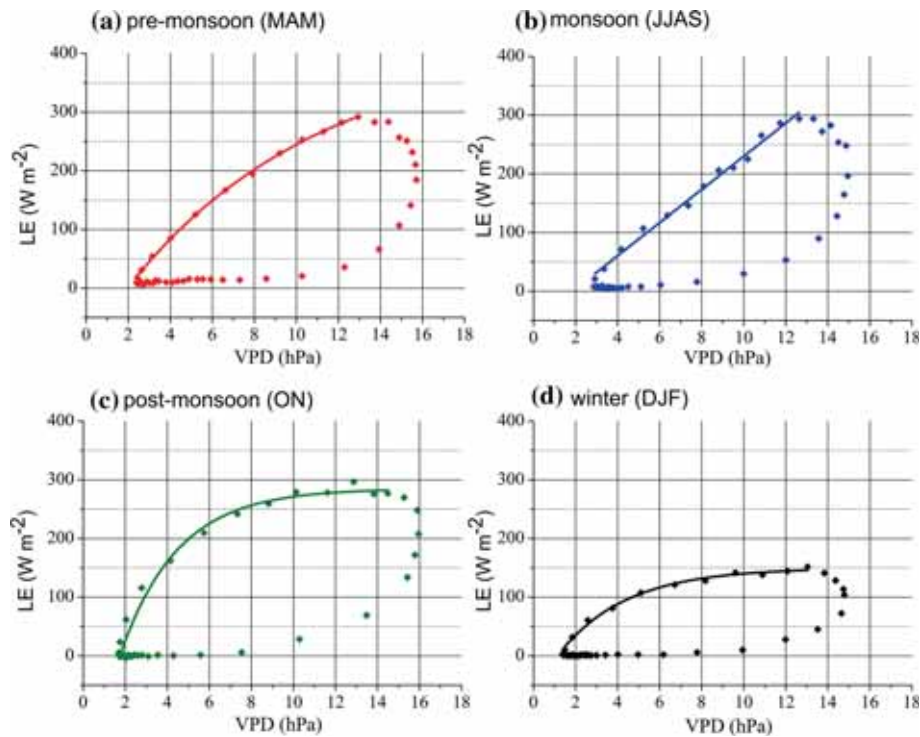 (a) pre-monsoon (MAM)
400
300
200
100
0
LE (W m-2)
0 2 4 6 8 10 12 14 16 18
VPD (hPa)
(b) monsoon (JJAS)
400
300
200
100
0
LE (W m-2)
0 2 4 6 8 10 12 14 16 18
VPD (hPa)
(c) post-monsoon (ON)
400
300
200
100
0
LE (W m-2)
0 2 4 6 8 10 12 14 16 18
VPD (hPa)
(d) winter (DJF)
400
300
200
100
0
LE (W m-2)
0 2 4 6 8 10 12 14 16 18
VPD (hPa)